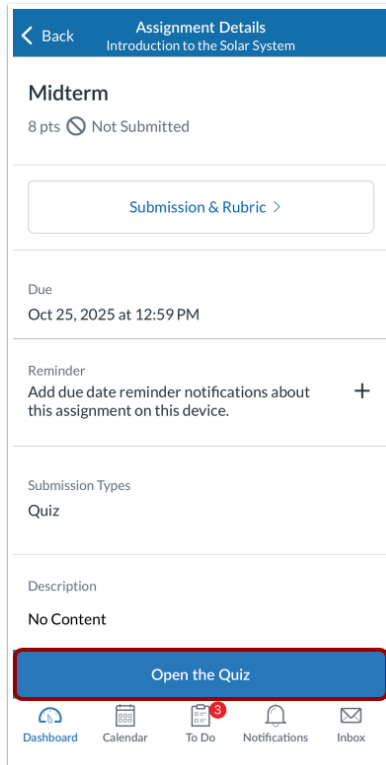 Back
Assignment Details
Introduction to the Solar System
Midterm
8 pts Not Submitted
Submission & Rubric >
Due
Oct 25, 2025 at 12:59 PM
Reminder
Add due date reminder notifications about
this assignment on this device.
Submission Types
Quiz
Description
No Content
Open the Quiz
3
Dashboard Calendar To Do Notifications Inbox